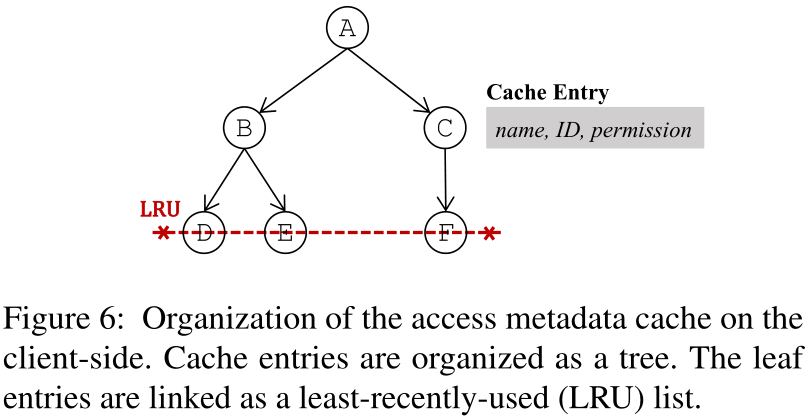 A
Cache Entry
B
C
name, ID, permission
LRU
D
E
F
Figure 6: Organization of the access metadata cache on the
client-side. Cache entries are organized as a tree. The leaf
entries are linked as a least-recently-used (LRU) list.